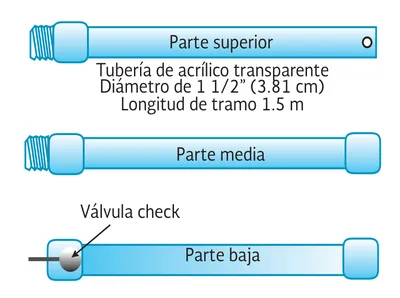 Parte superior
Tubería de acrílico transparente
Diámetro de 1 1/2” (3.81 cm)
Longitud de tramo 1.5 m
Parte media
Válvula check
Parte baja